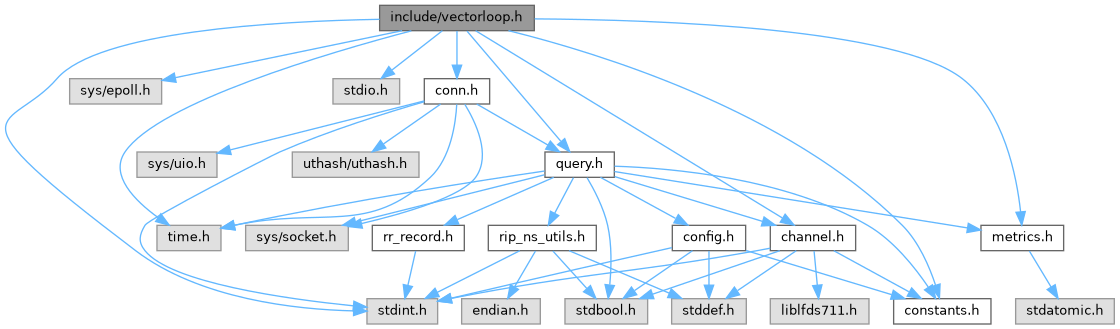 include/vectorloop.h
sys/epoll.h
stdio.h
conn.h
sys/uio.h
uthash/uthash.h
query.h
time.h
sys/socket.h
rr_record.h
rip_ns_utils.h
config.h
channel.h
metrics.h
stdint.h
endian.h
stdbool.h
stddef.h
liblfds711.h
constants.h
stdatomic.h